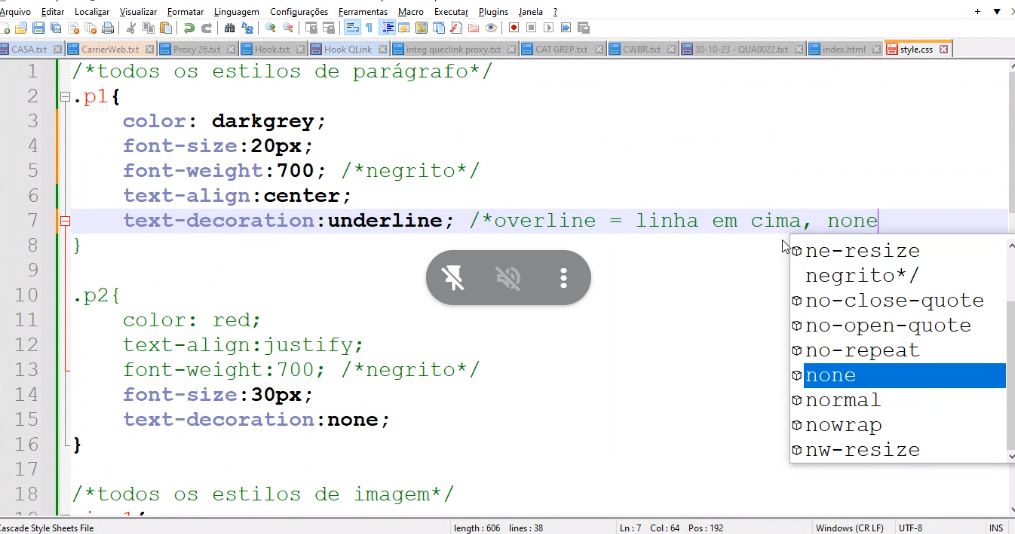 Arquivo Editar Localizar Visualizar Formatar Linguagem Configurações Ferramentas Macro Executar Plugins Janela ? + ▼ X
CASA.txt CarrierWeb.txt Proxy 26.txt Hook.txt Hook QLink integ queclink proxy.txt CAT GREP.txt CWBR.txt 30-10-23 - QUA0022.txt index.html style.css
1 /*todos os estilos de parágrafo*/
2 .p1{
3 color: darkgrey;
4 font-size:20px;
5 font-weight:700; /*negrito*/
6 text-align:center;
7 text-decoration:underline; /*overline = linha em cima, none
8 }
9
10 .p2{
11 color: red;
12 text-align:justify;
13 font-weight:700; /*negrito*/
14 font-size:30px;
15 text-decoration:none;
16 }
17
18 /*todos os estilos de imagem*/
ne-resize
negrito*/
no-close-quote
no-open-quote
no-repeat
none
normal
nowrap
nw-resize
Cascade Style Sheets File length : 606 lines : 38 Ln : 7 Col : 64 Pos : 192 Windows (CR LF) UTF-8 INS